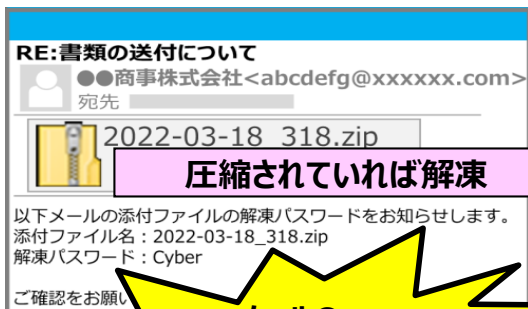 RE:書類の送付について
●●商事株式会社<abcdefg@xxxxxx.com>
宛先
2022-03-18_318.zip
圧縮されていれば解凍
以下メールの添付ファイルの解凍パスワードをお知らせします。
添付ファイル名：2022-03-18_318.zip
解凍パスワード：Cyber
ご確認をお願い